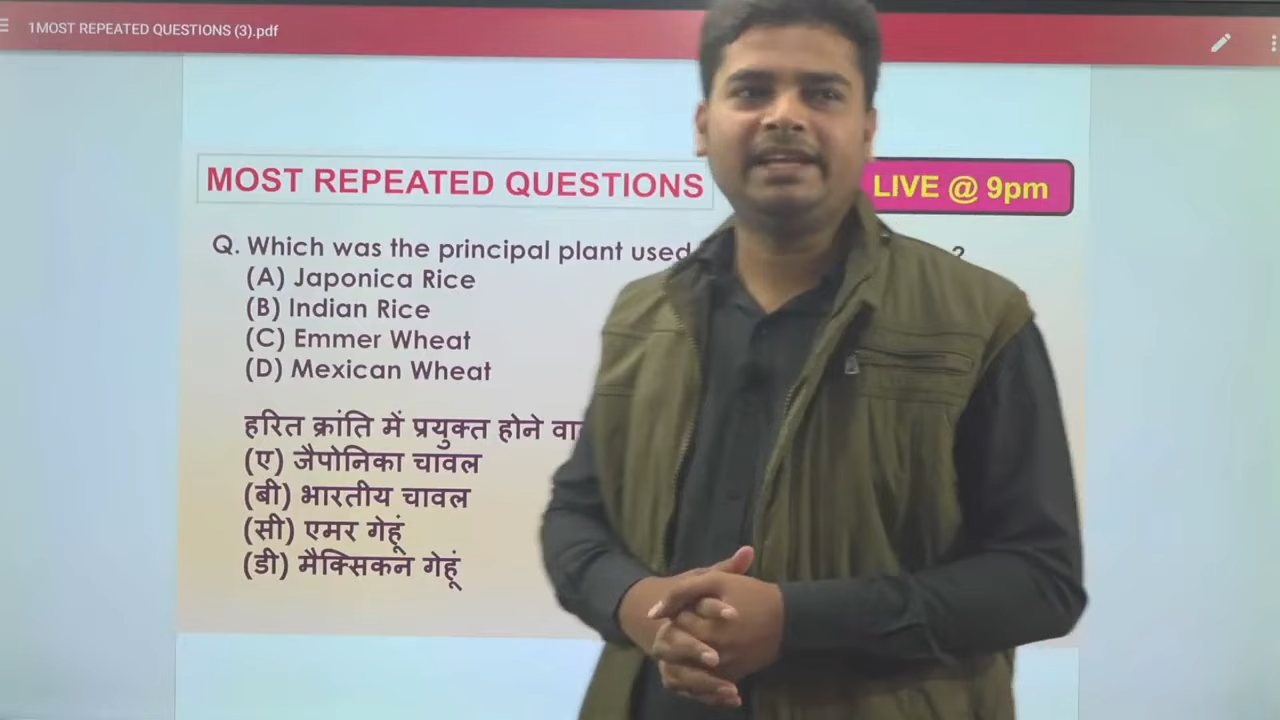 1MOST REPEATED QUESTIONS (3).pdf
MOST REPEATED QUESTIONS
LIVE @ 9pm
Q. Which was the principal plant used ?
(A) Japonica Rice
(B) Indian Rice
(C) Emmer Wheat
(D) Mexican Wheat
हरित क्रांति में प्रयुक्त होने
(ए) जैपोनिका चावल
(बी) भारतीय चावल
(सी) एमर गेहूं
(डी) मैक्सिकन गेहूं